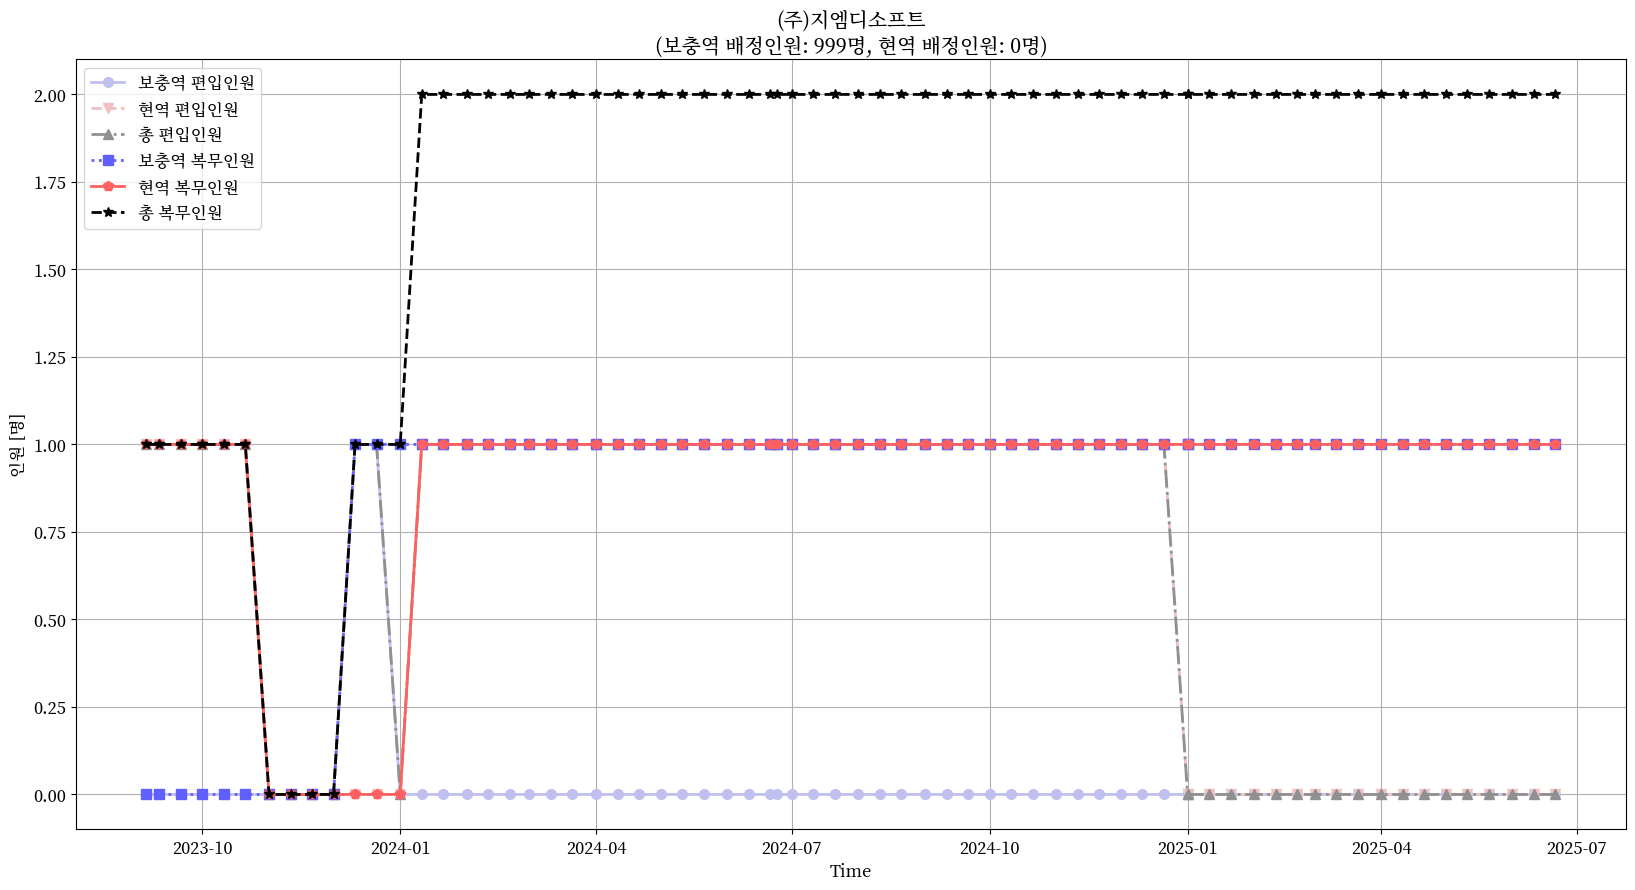 (주)지엠디소프트
(보충역 배정인원: 999명, 현역 배정인원: 0명)
보충역 편입인원
현역 편입인원
총 편입인원
보충역 복무인원
현역 복무인원
총 복무인원
인원 [명]
2.00
1.75
1.50
1.25
1.00
0.75
0.50
0.25
0.00
2023-10
2024-01
2024-04
2024-07
2024-10
2025-01
2025-04
2025-07
Time